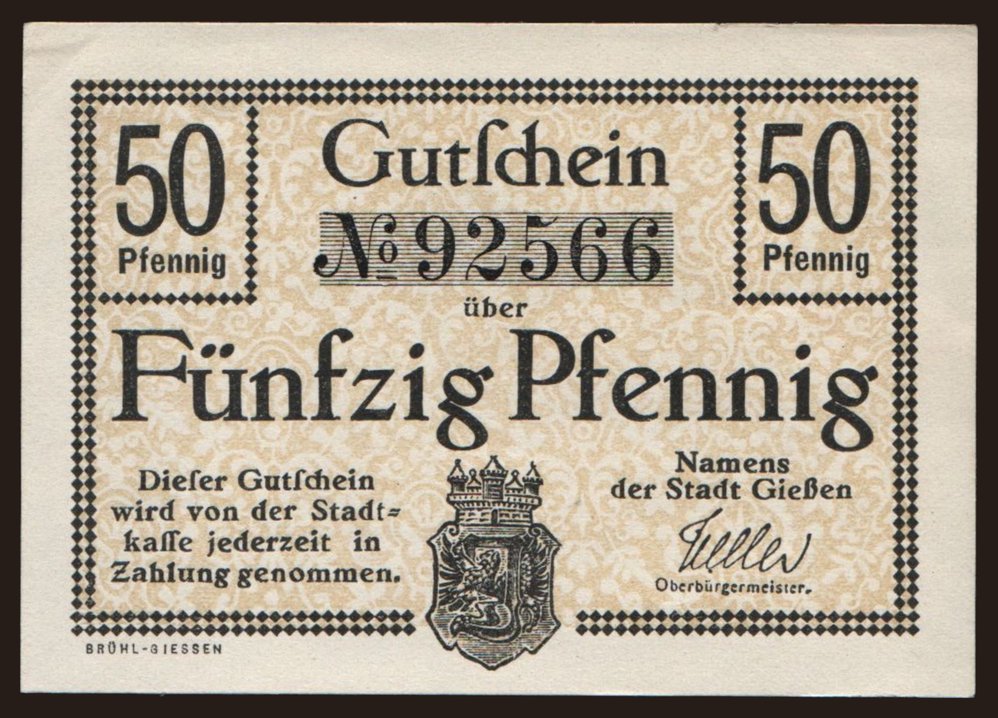 50
Pfennig
Gutſchein
50
Pfennig
№ 92566
über
Fünfzig Pfennig
Dieſer Gutſchein
wird von der Stadt=
kaſſe jederzeit in
Zahlung genommen.
Namens
der Stadt Gießen
Keller
Oberbürgermeister.
BRÜHL-GIESSEN